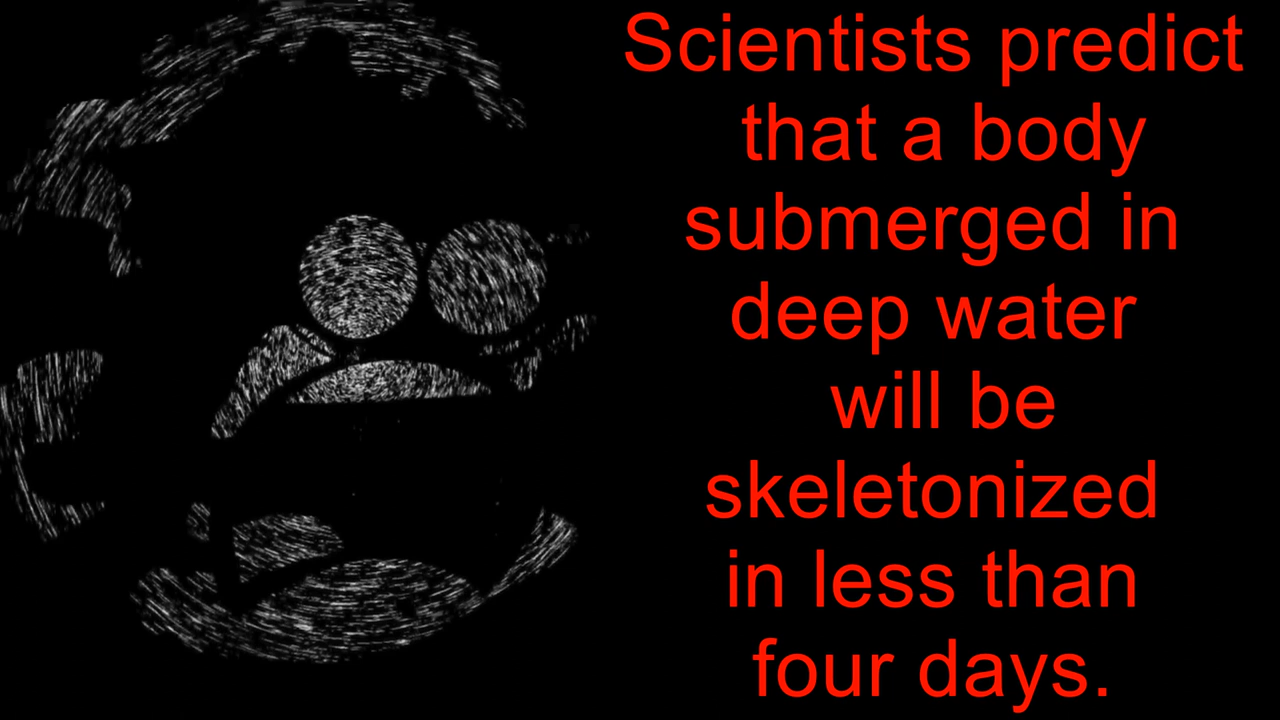 Scientists predict
that a body
submerged in
deep water
will be
skeletonized
in less than
four days.